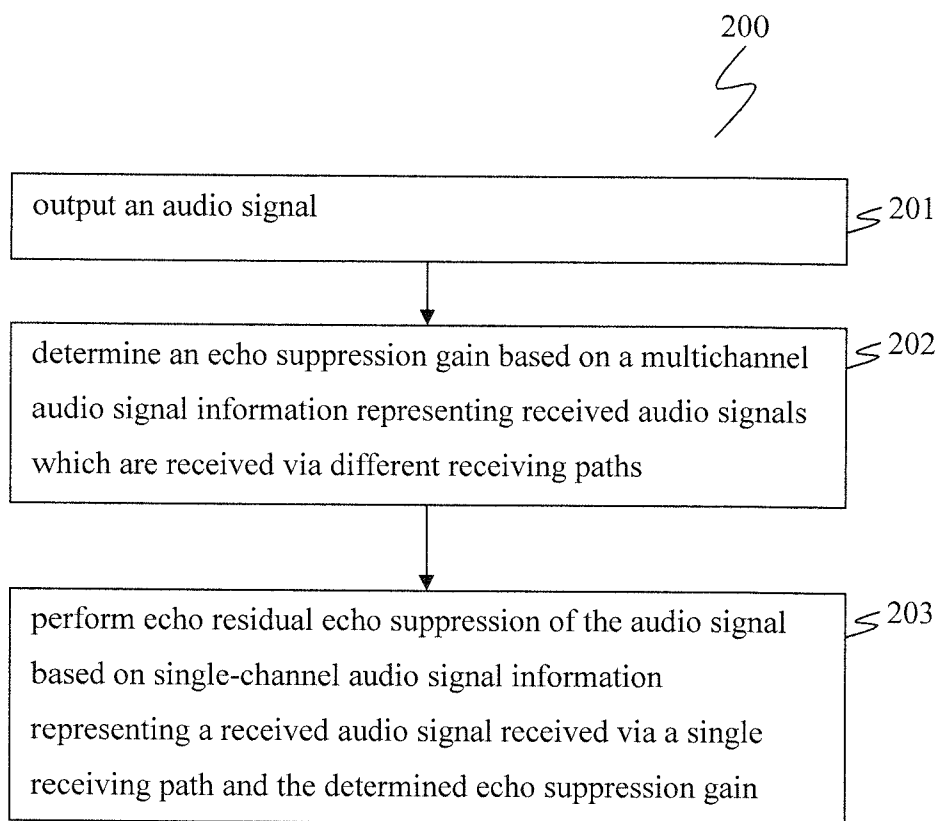 200
output an audio signal
201
determine an echo suppression gain based on a multichannel
audio signal information representing received audio signals
which are received via different receiving paths
202
perform echo residual echo suppression of the audio signal
based on single-channel audio signal information
representing a received audio signal received via a single
receiving path and the determined echo suppression gain
203